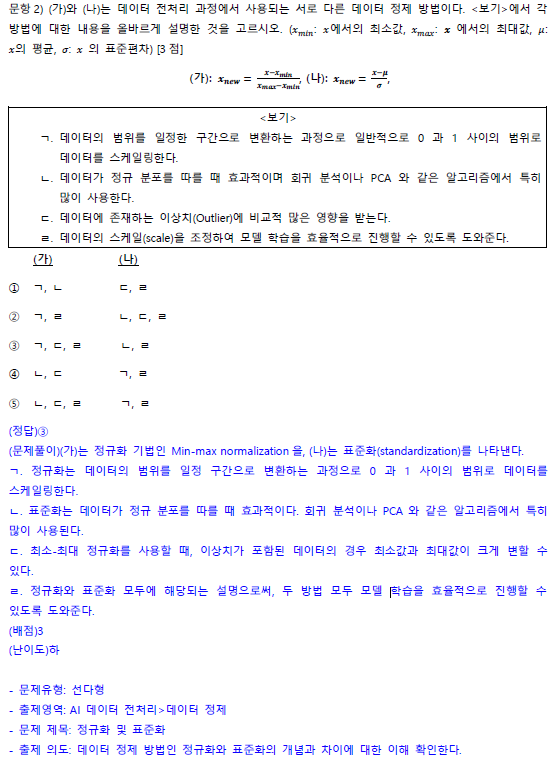 문항 2) (가)와 (나)는 데이터 전처리 과정에서 사용되는 서로 다른 데이터 정제 방법이다. <보기>에서 각
방법에 대한 내용을 올바르게 설명한 것을 고르시오. (x_min: x에서의 최소값, x_max: x 에서의 최대값, μ:
x의 평균, σ: x 의 표준편차) [3 점]
(가): x_new = (x−x_min)/(x_max−x_min), (나): x_new = (x−μ)/σ,
<보기>
ㄱ. 데이터의 범위를 일정한 구간으로 변환하는 과정으로 일반적으로 0 과 1 사이의 범위로
데이터를 스케일링한다.
ㄴ. 데이터가 정규 분포를 따를 때 효과적이며 회귀 분석이나 PCA 와 같은 알고리즘에서 특히
많이 사용한다.
ㄷ. 데이터에 존재하는 이상치(Outlier)에 비교적 많은 영향을 받는다.
ㄹ. 데이터의 스케일(scale)을 조정하여 모델 학습을 효율적으로 진행할 수 있도록 도와준다.
(가) (나)
① ㄱ, ㄴ ㄷ, ㄹ
② ㄱ, ㄹ ㄴ, ㄷ, ㄹ
③ ㄱ, ㄷ, ㄹ ㄴ, ㄹ
④ ㄴ, ㄷ ㄱ, ㄹ
⑤ ㄴ, ㄷ, ㄹ ㄱ, ㄹ
(정답)③
(문제풀이)(가)는 정규화 기법인 Min-max normalization 을, (나)는 표준화(standardization)를 나타낸다.
ㄱ. 정규화는 데이터의 범위를 일정 구간으로 변환하는 과정으로 0 과 1 사이의 범위로 데이터를
스케일링한다.
ㄴ. 표준화는 데이터가 정규 분포를 따를 때 효과적이다. 회귀 분석이나 PCA 와 같은 알고리즘에서 특히
많이 사용된다.
ㄷ. 최소-최대 정규화를 사용할 때, 이상치가 포함된 데이터의 경우 최소값과 최대값이 크게 변할 수
있다.
ㄹ. 정규화와 표준화 모두에 해당되는 설명으로써, 두 방법 모두 모델 학습을 효율적으로 진행할 수
있도록 도와준다.
(배점)3
(난이도)하
- 문제유형: 선다형
- 출제영역: AI 데이터 전처리>데이터 정제
- 문제 제목: 정규화 및 표준화
- 출제 의도: 데이터 정제 방법인 정규화와 표준화의 개념과 차이에 대한 이해 확인한다.